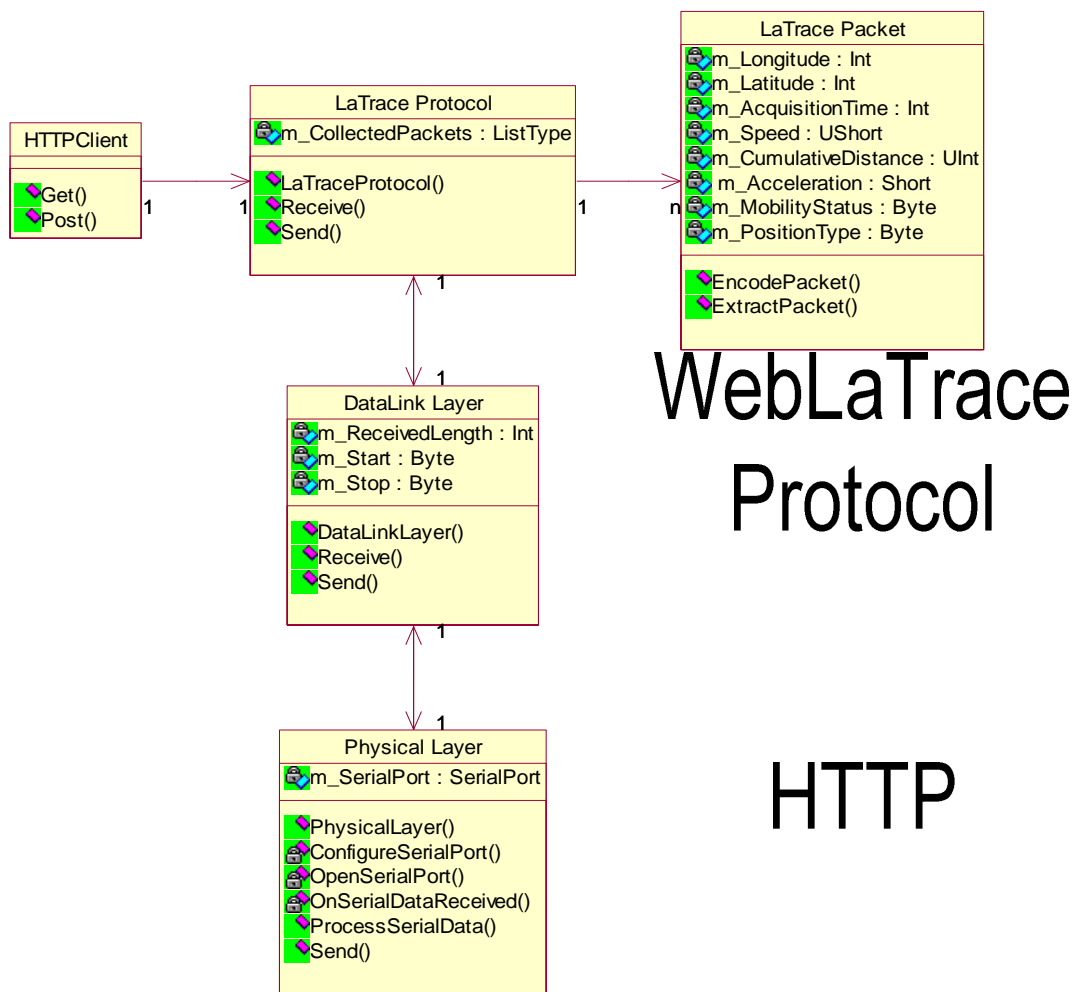 HTTPClient
Get()
Post()
1
1
LaTrace Protocol
m_CollectedPackets : ListType
LaTraceProtocol()
Receive()
Send()
1
n
LaTrace Packet
m_Longitude : Int
m_Latitude : Int
m_AcquisitionTime : Int
m_Speed : UShort
m_CumulativeDistance : UInt
m_Acceleration : Short
m_MobilityStatus : Byte
m_PositionType : Byte
EncodePacket()
ExtractPacket()
1
1
DataLink Layer
m_ReceivedLength : Int
m_Start : Byte
m_Stop : Byte
DataLinkLayer()
Receive()
Send()
WebLaTrace
Protocol
1
1
Physical Layer
m_SerialPort : SerialPort
PhysicalLayer()
ConfigureSerialPort()
OpenSerialPort()
OnSerialDataReceived()
ProcessSerialData()
Send()
HTTP